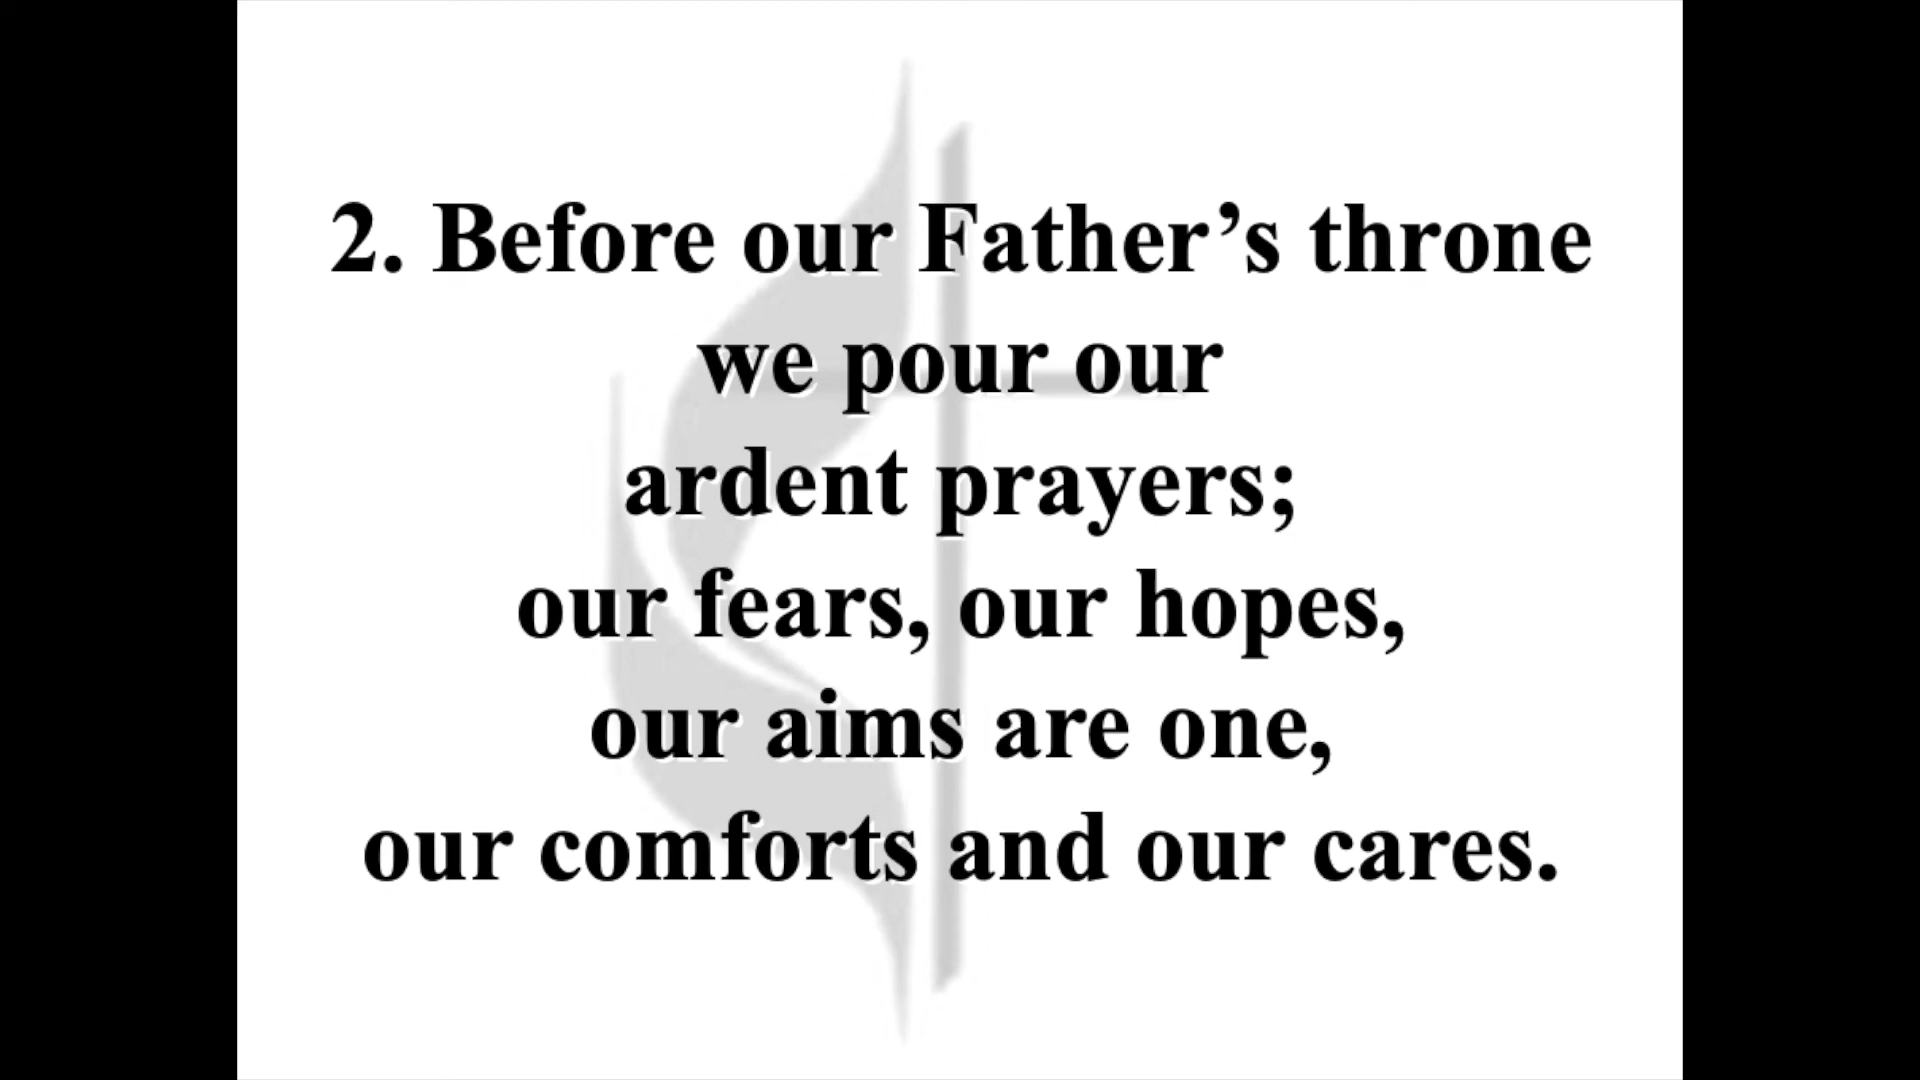 2. Before our Father’s throne
we pour our
ardent prayers;
our fears, our hopes,
our aims are one,
our comforts and our cares.